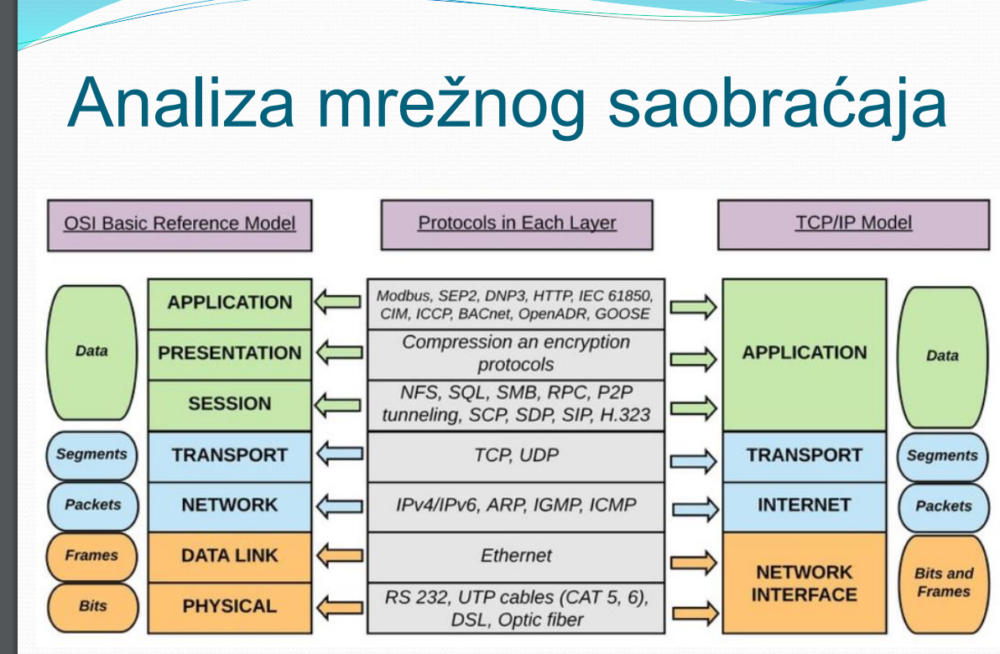 Analiza mrežnog saobraćaja
OSI Basic Reference Model
Protocols in Each Layer
TCP/IP Model
Data
APPLICATION
PRESENTATION
SESSION
Modbus, SEP2, DNP3, HTTP, IEC 61850,
CIM, ICCP, BACnet, OpenADR, GOOSE
Compression an encryption
protocols
NFS, SQL, SMB, RPC, P2P
tunneling, SCP, SDP, SIP, H.323
APPLICATION
Data
Segments
TRANSPORT
TCP, UDP
TRANSPORT
Segments
Packets
NETWORK
IPv4/IPv6, ARP, IGMP, ICMP
INTERNET
Packets
Frames
DATA LINK
Ethernet
Bits
PHYSICAL
RS 232, UTP cables (CAT 5, 6),
DSL, Optic fiber
NETWORK
INTERFACE
Bits and
Frames